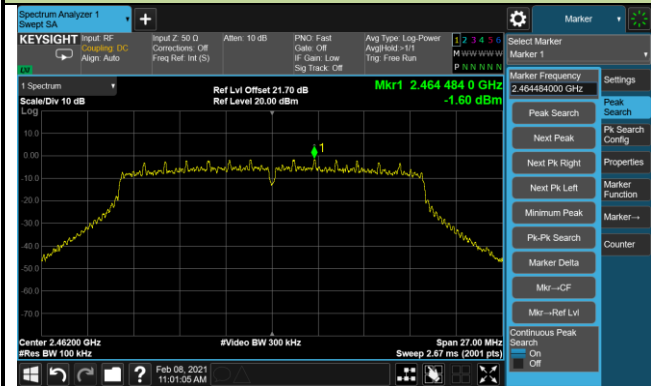 Spectrum Analyzer 1
Swept SA
+
Marker
KEYSIGHT
Input: RF
Coupling: DC
Align: Auto
Input Z: 50 Ω
Corrections: Off
Freq Ref: Int (S)
Atten: 10 dB
PNO: Fast
Gate: Off
IF Gain: Low
Sig Track: Off
Avg Type: Log-Power
Avg|Hold:>1/1
Trig: Free Run
1 2 3 4 5 6
M W W W W W
P N N N N N
Select Marker
Marker 1
1 Spectrum
Scale/Div 10 dB
Ref Lvl Offset 21.70 dB
Ref Level 20.00 dBm
Mkr1 2.464 484 0 GHz
-1.60 dBm
Log
10.0
0.00
-10.0
-20.0
-30.0
-40.0
-50.0
-60.0
-70.0
1
Center 2.46200 GHz
#Res BW 100 kHz
#Video BW 300 kHz
Span 27.00 MHz
Sweep 2.67 ms (2001 pts)
Marker Frequency
2.464484000 GHz
Peak Search
Next Peak
Next Pk Right
Next Pk Left
Minimum Peak
Pk-Pk Search
Marker Delta
Mkr→CF
Mkr→Ref Lvl
Continuous Peak
Search
On
Off
Settings
Peak
Search
Pk Search
Config
Properties
Marker
Function
Marker→
Counter
?
Feb 08, 2021
11:01:05 AM